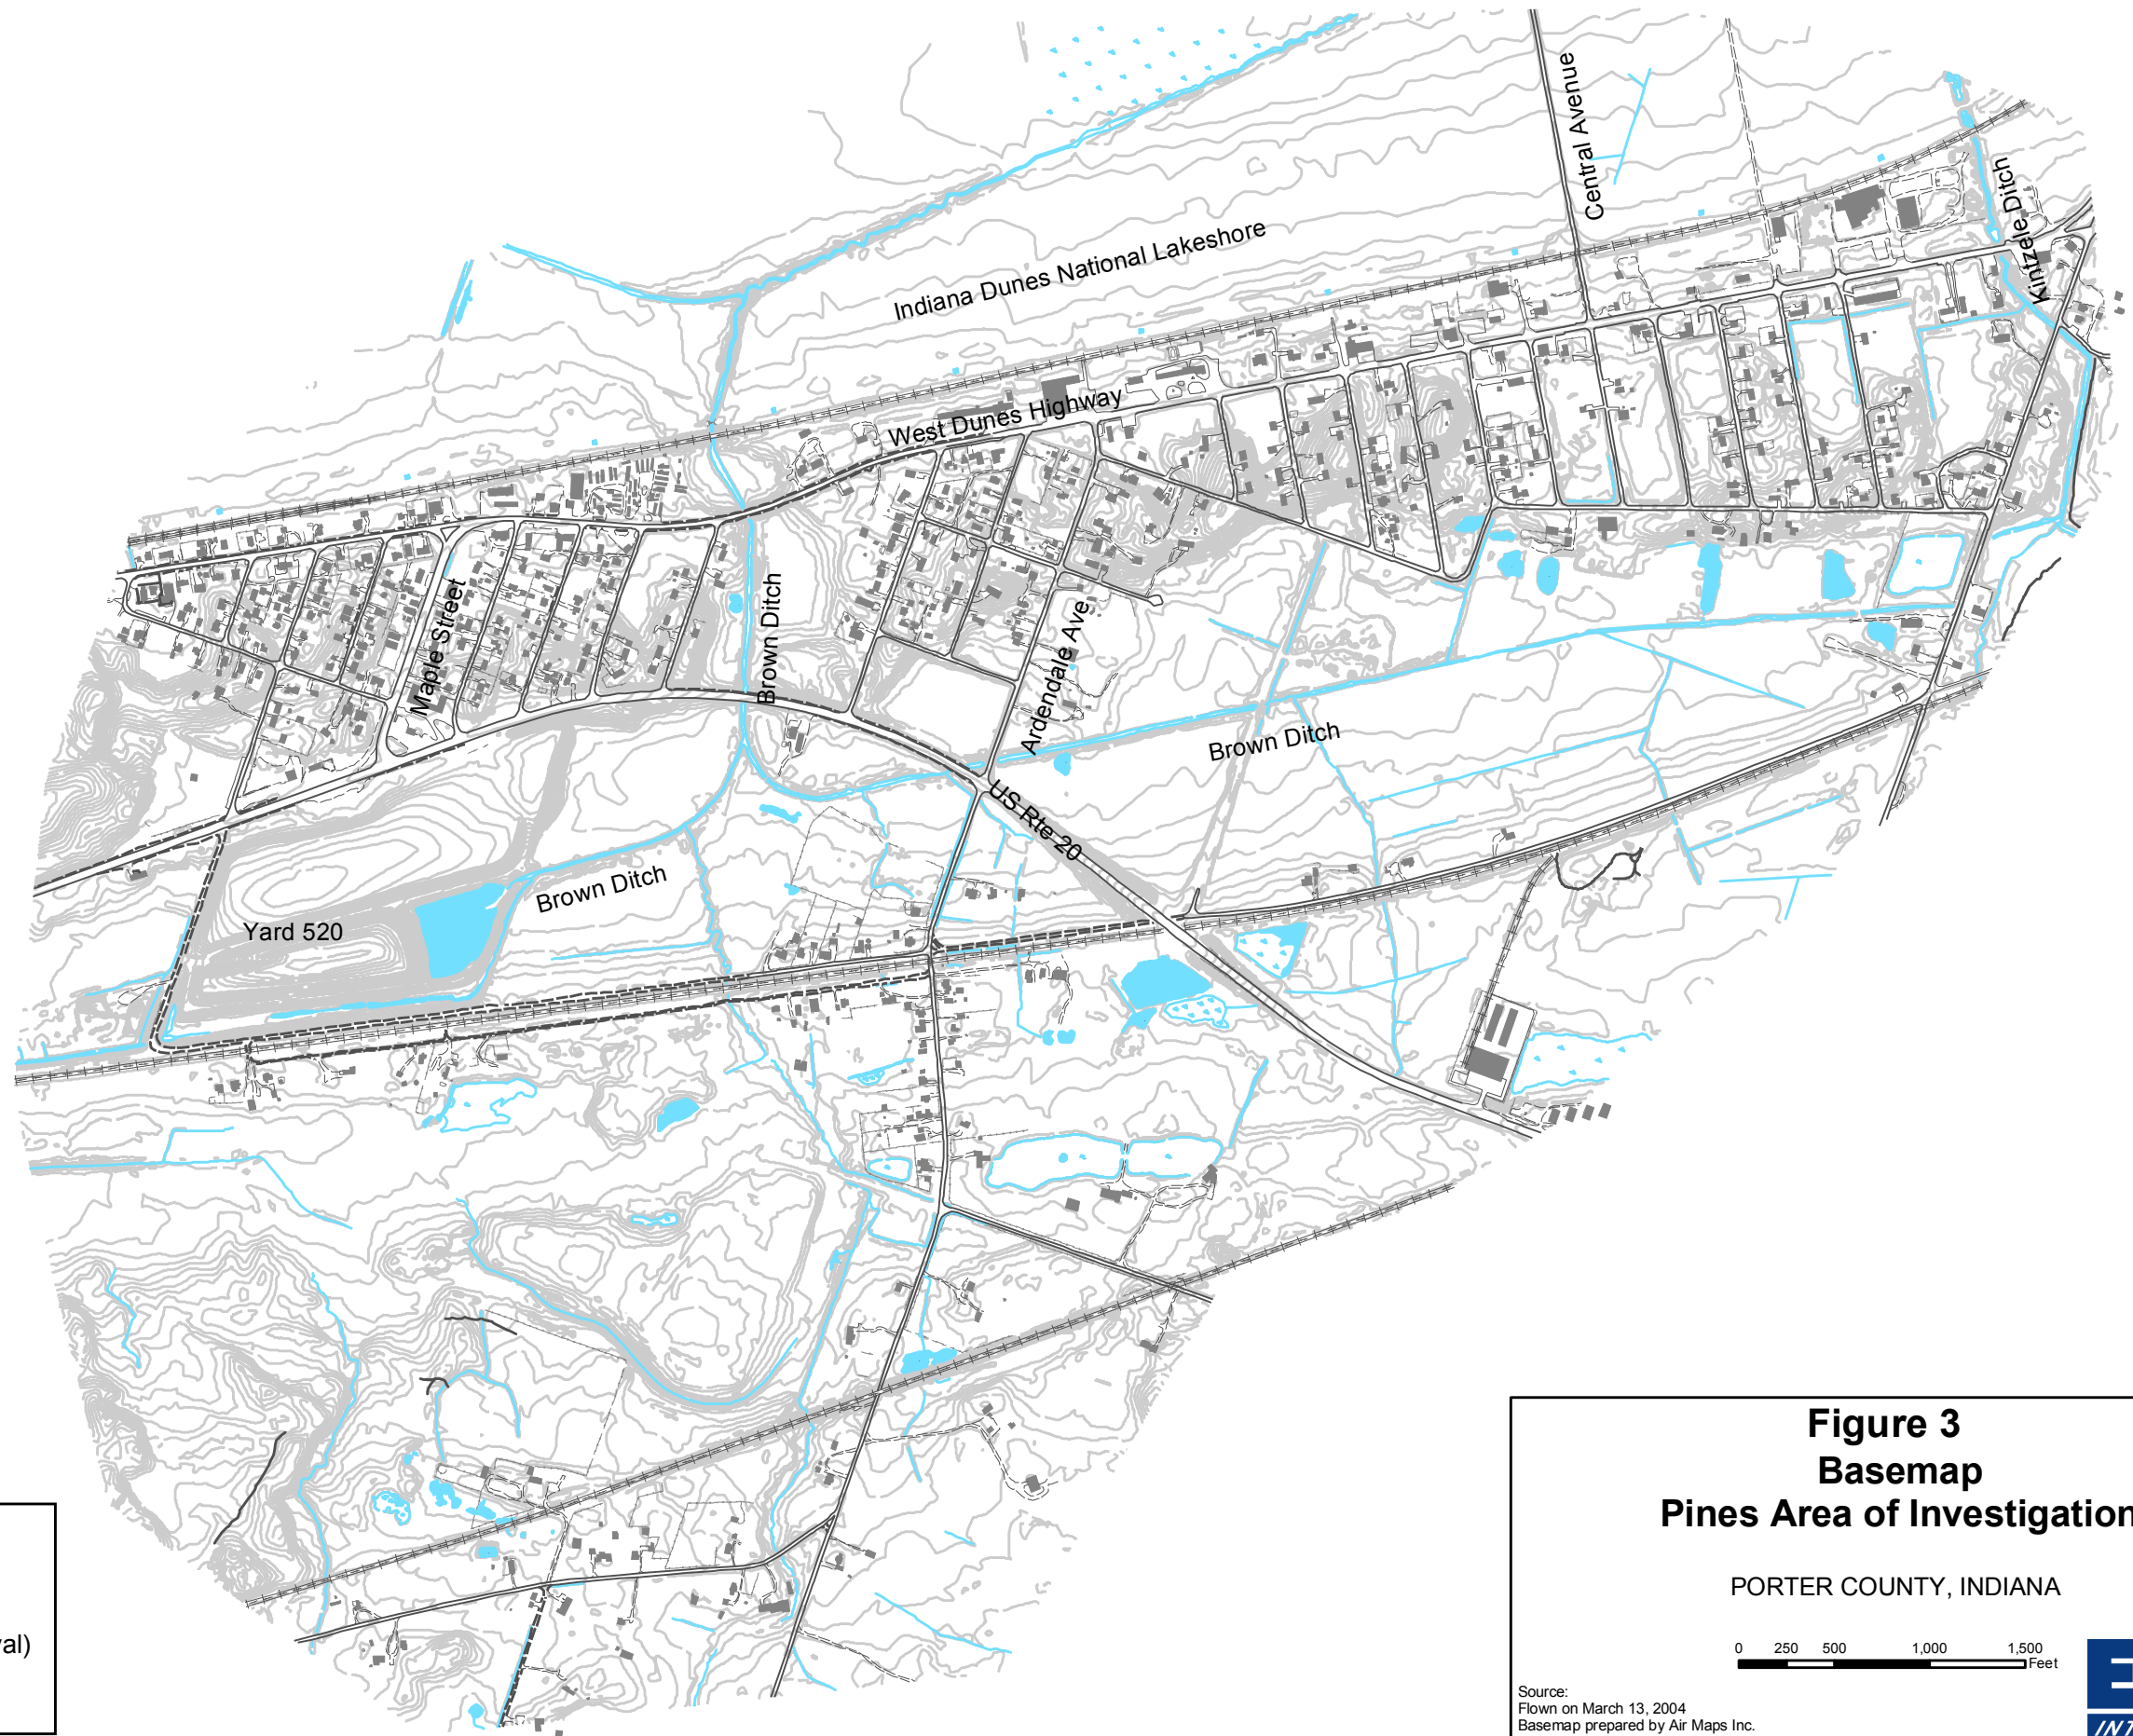 Central Avenue
Kintzele Ditch
Indiana Dunes National Lakeshore
West Dunes Highway
Maple Street
Brown Ditch
Ardendale Ave
Brown Ditch
US Rte 20
Brown Ditch
Yard 520
Figure 3
Basemap
Pines Area of Investigation
PORTER COUNTY, INDIANA
0 250 500 1,000 1,500
Feet
Source:
Flown on March 13, 2004
Basemap prepared by Air Maps Inc.
val)
E
INT